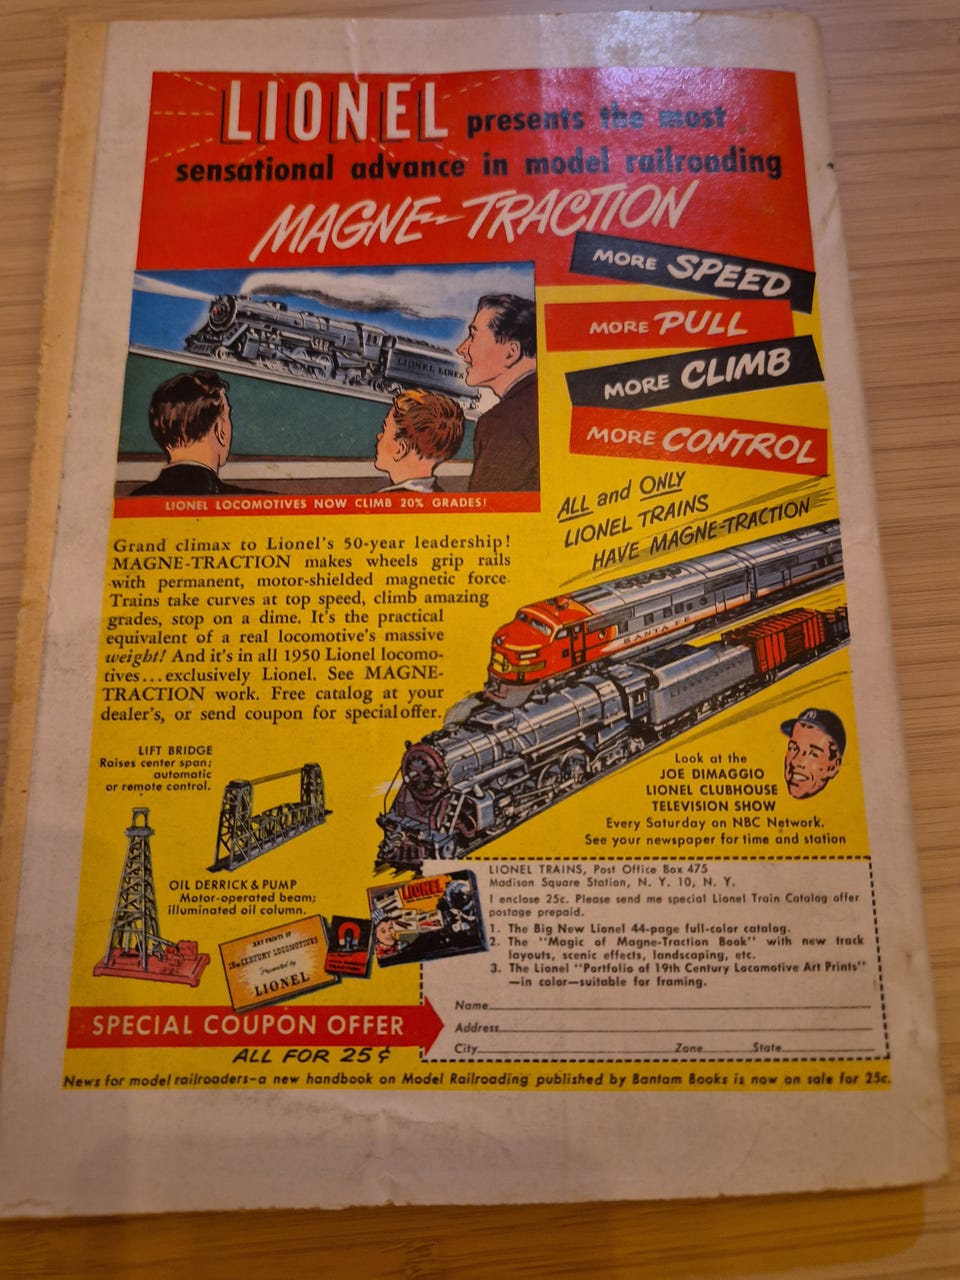 LIONEL presents the most
sensational advance in model railroading
MAGNE-TRACTION
MORE SPEED
MORE PULL
MORE CLIMB
MORE CONTROL
LIONEL LINES
LIONEL LOCOMOTIVES NOW CLIMB 20% GRADES!
ALL and ONLY
LIONEL TRAINS
HAVE MAGNE-TRACTION
Grand climax to Lionel's 50-year leadership!
MAGNE-TRACTION makes wheels grip rails
with permanent, motor-shielded magnetic force.
Trains take curves at top speed, climb amazing
grades, stop on a dime. It's the practical
equivalent of a real locomotive's massive
weight! And it's in all 1950 Lionel locomo-
tives...exclusively Lionel. See MAGNE-
TRACTION work. Free catalog at your
dealer's, or send coupon for special offer.
SANTA FE
LIFT BRIDGE
Raises center span;
automatic
or remote control.
OIL DERRICK & PUMP
Motor-operated beam;
illuminated oil column.
Look at the
JOE DIMAGGIO
LIONEL CLUBHOUSE
TELEVISION SHOW
Every Saturday on NBC Network.
See your newspaper for time and station
ART PRINTS OF
19th CENTURY LOCOMOTIVES
Presented by
LIONEL
LIONEL
LIONEL TRAINS, Post Office Box 475
Madison Square Station, N. Y. 10, N. Y.
I enclose 25c. Please send me special Lionel Train Catalog offer
postage prepaid.
1. The Big New Lionel 44-page full-color catalog.
2. The "Magic of Magne-Traction Book" with new track
layouts, scenic effects, landscaping, etc.
3. The Lionel "Portfolio of 19th Century Locomotive Art Prints"
—in color—suitable for framing.
Name
Address
City Zone State
SPECIAL COUPON OFFER
ALL FOR 25¢
News for model railroaders—a new handbook on Model Railroading published by Bantam Books is now on sale for 25c.